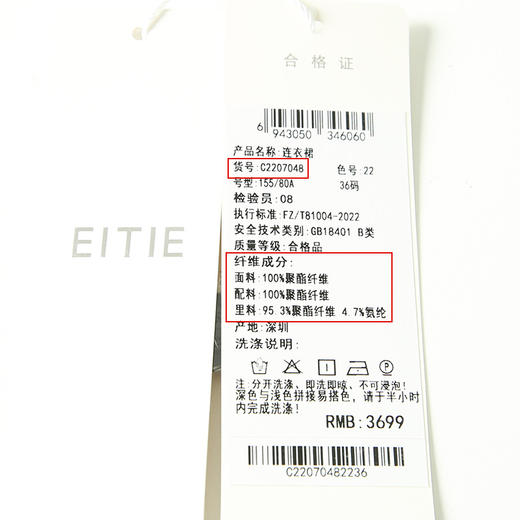 EITIE
合格证
6 943050 346060
产品名称:连衣裙
货号:C2207048 色号:22
号型:155/80A 36码
检验员:08
执行标准:FZ/T81004-2022
安全技术类别:GB18401 B类
质量等级:合格品
纤维成分:
面料:100%聚酯纤维
配料:100%聚酯纤维
里料:95.3%聚酯纤维 4.7%氨纶
产地:深圳
洗涤说明:
注:分开洗涤、即洗即晾、不可浸泡!
深色与浅色拼接易搭色,请于半小时
内完成洗涤!
RMB:3699
C22070482236